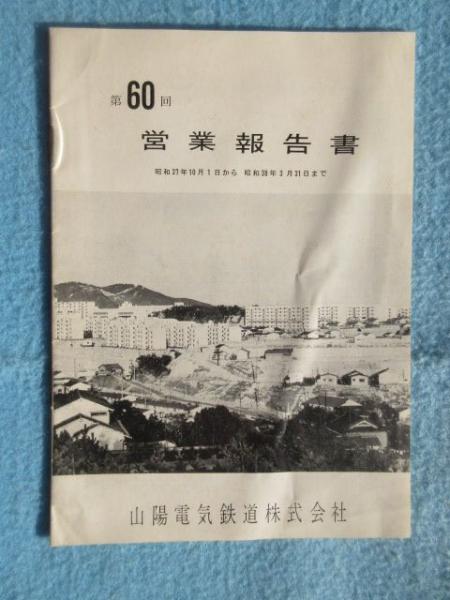 第60回
営業報告書
昭和37年10月1日から 昭和38年3月31日まで
山陽電気鉄道株式会社